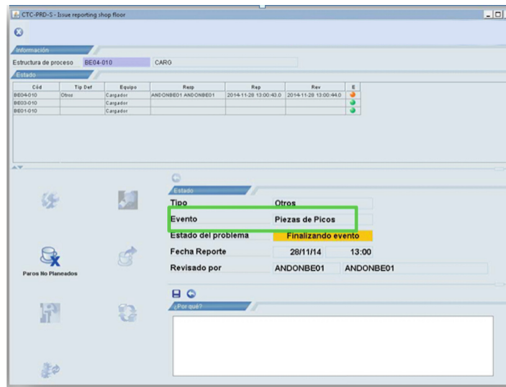 CTC-PRD-S - Issue reporting shop floor
Información
Estructura de proceso BE04-010 CARG
Estado
Cód Tip Def Equipo Resp Rep Rev E
BE04-010 Otros Cargador ANDONBE01 ANDONBE01 2014-11-28 13:00:40.0 2014-11-28 13:00:44.0
BE03-010 Cargador
BE01-010 Cargador
Estado
Tipo Otros
Evento Piezas de Picos
Estado del problema Finalizando evento
Fecha Reporte 28/11/14 13:00
Revisado por ANDONBE01 ANDONBE01
Paros No Planeados
¿Por qué?